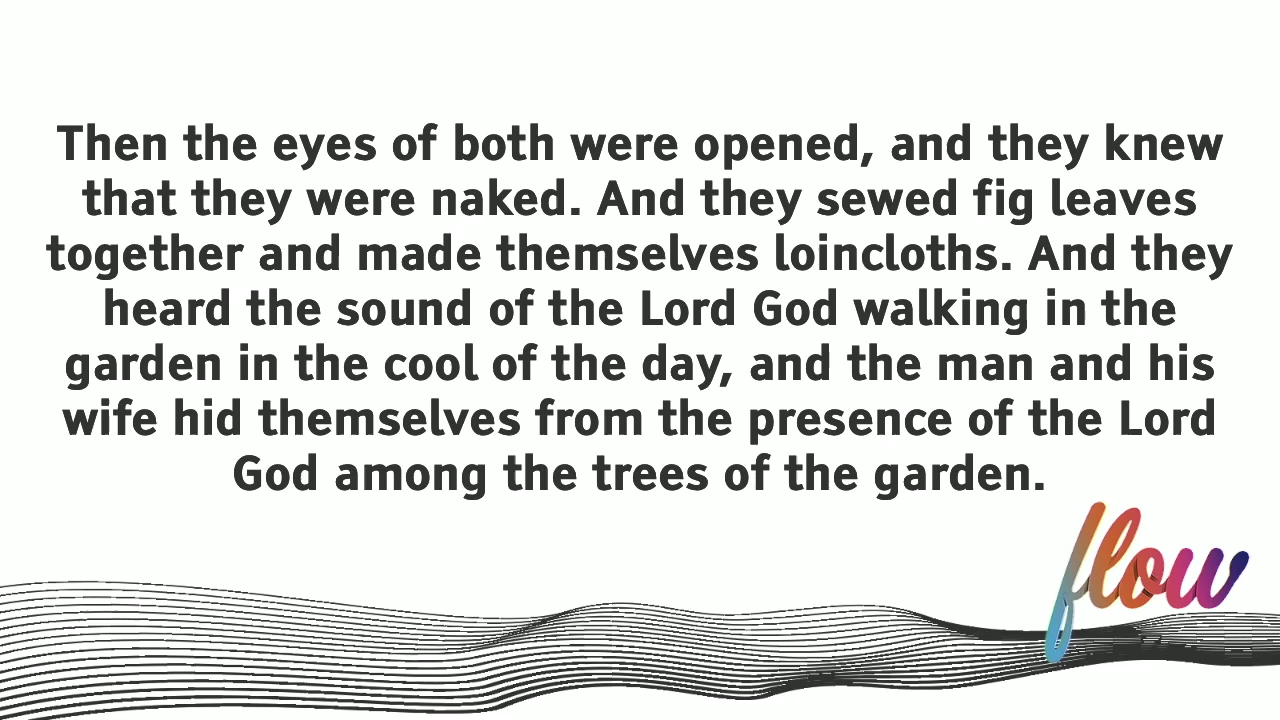 Then the eyes of both were opened, and they knew
that they were naked. And they sewed fig leaves
together and made themselves loincloths. And they
heard the sound of the Lord God walking in the
garden in the cool of the day, and the man and his
wife hid themselves from the presence of the Lord
God among the trees of the garden.
flow